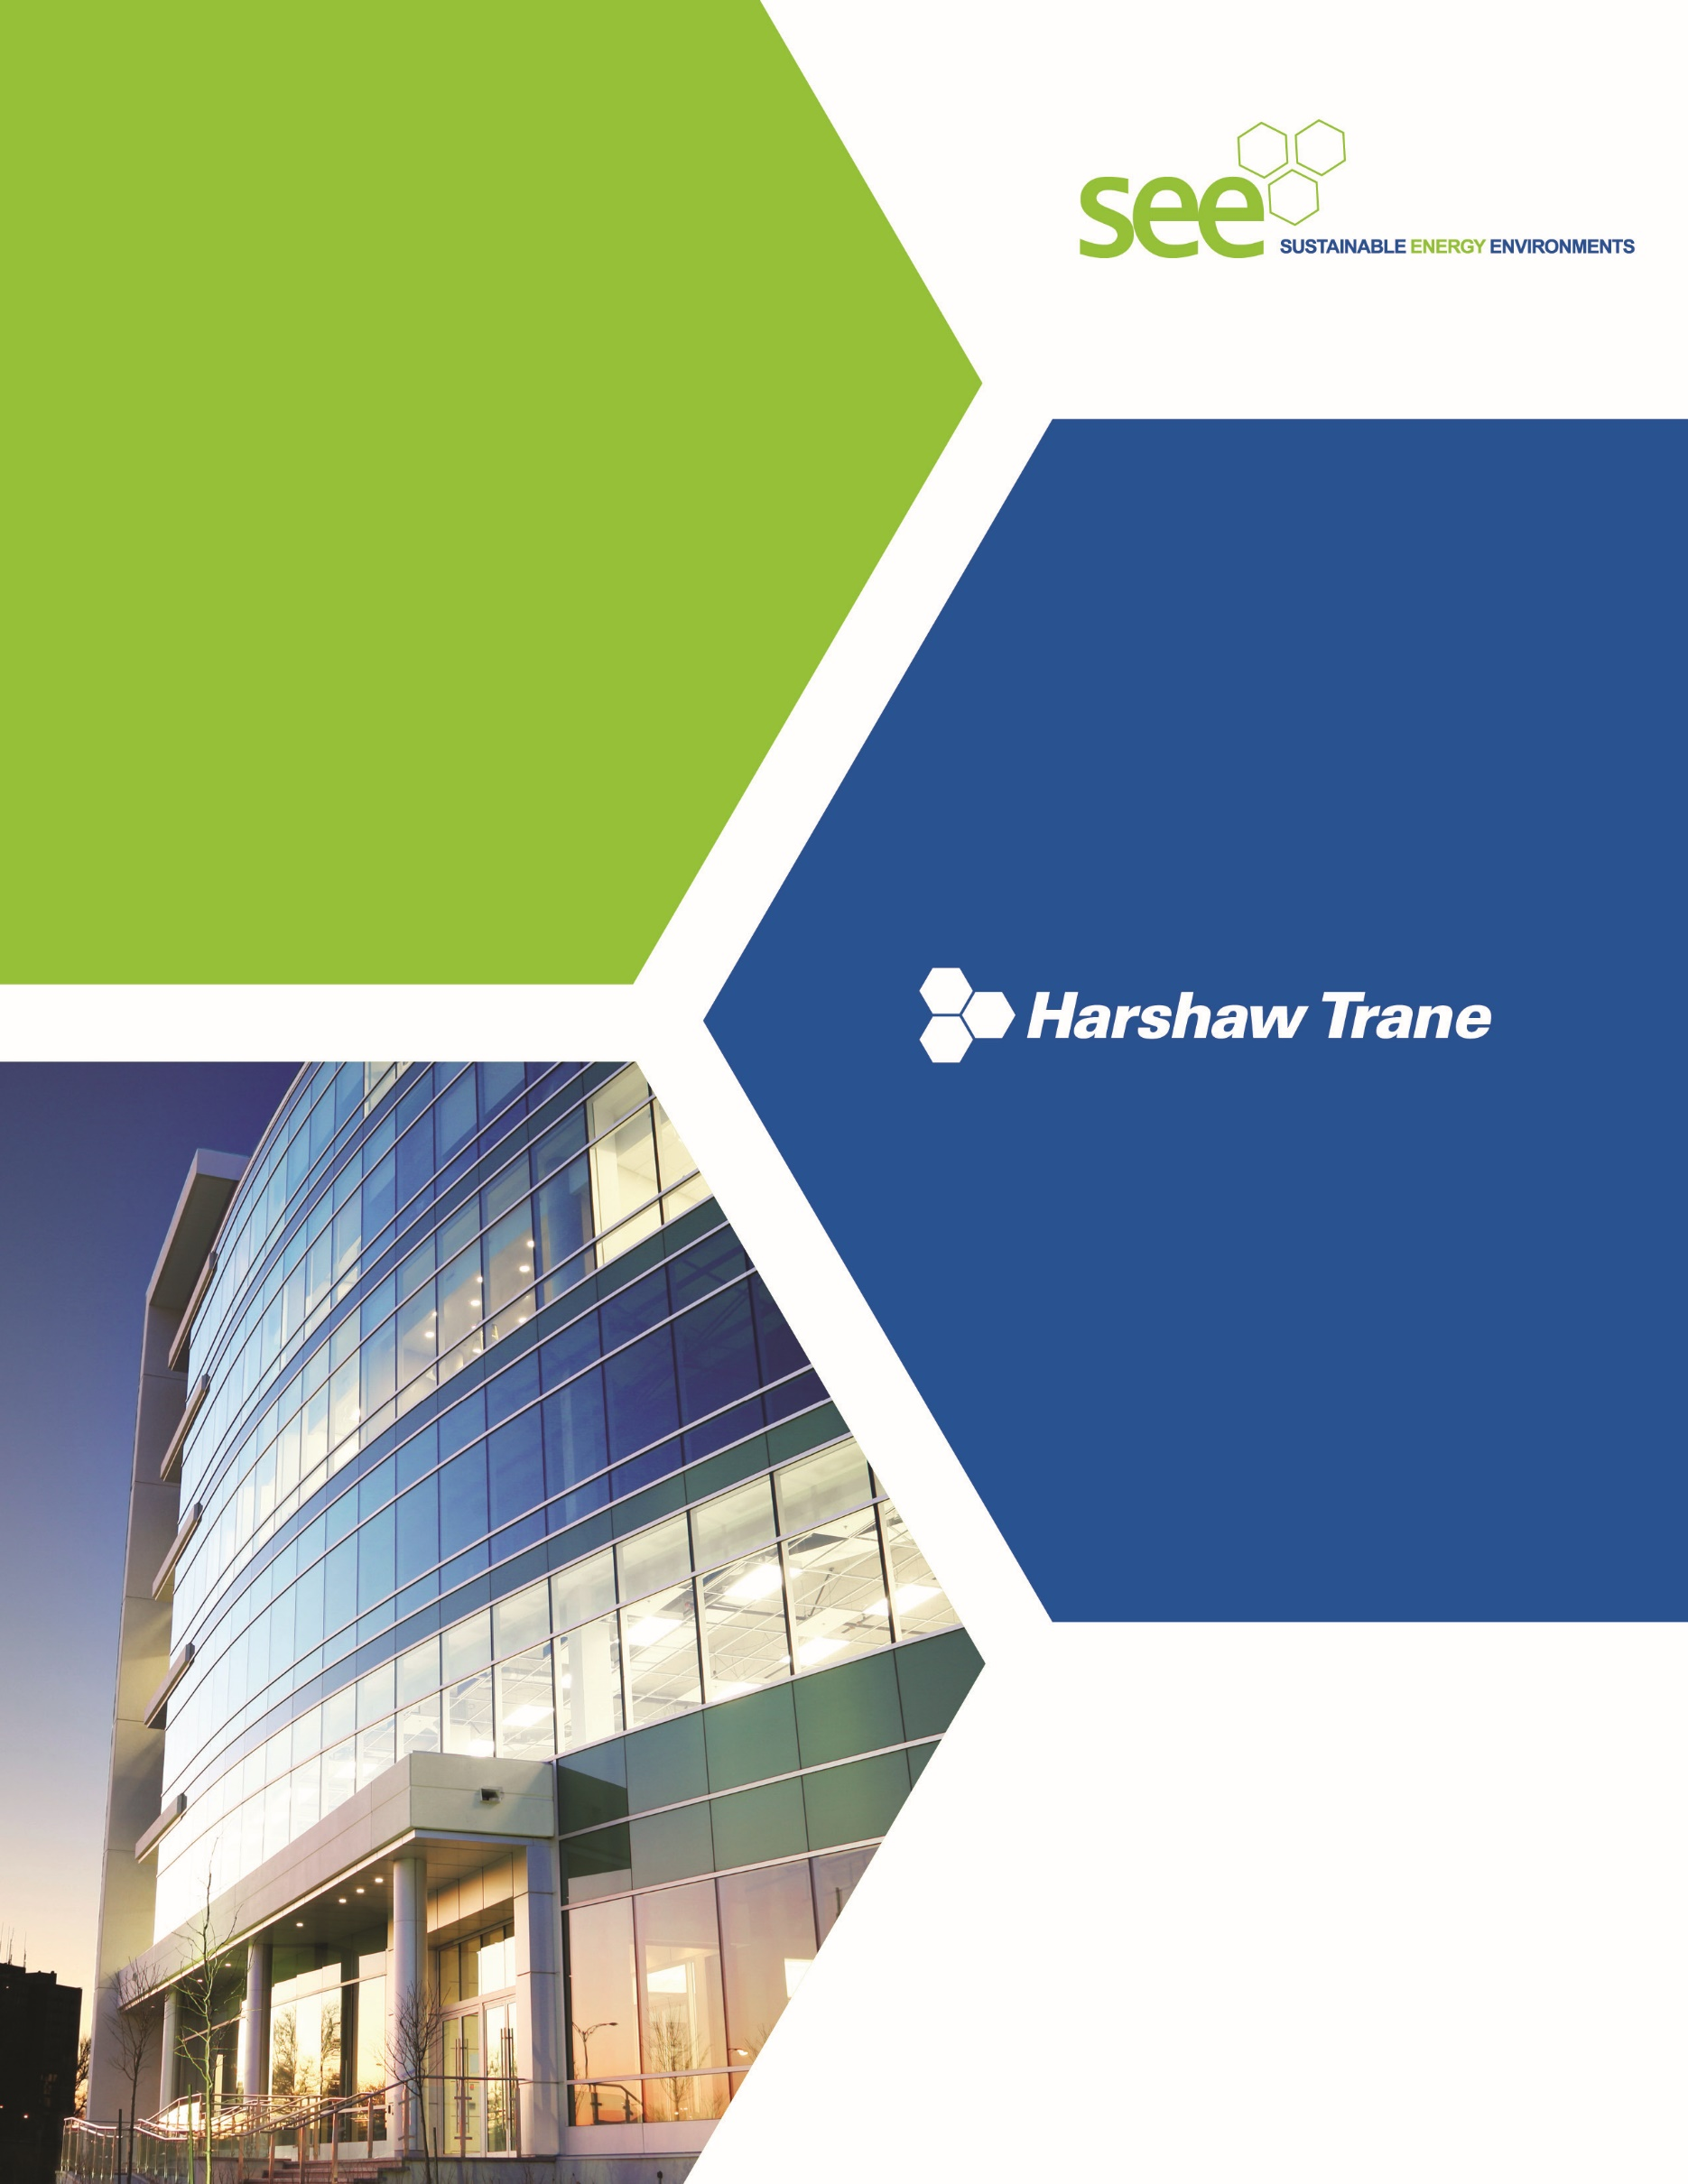 see
SUSTAINABLE ENERGY ENVIRONMENTS
Harshaw Trane